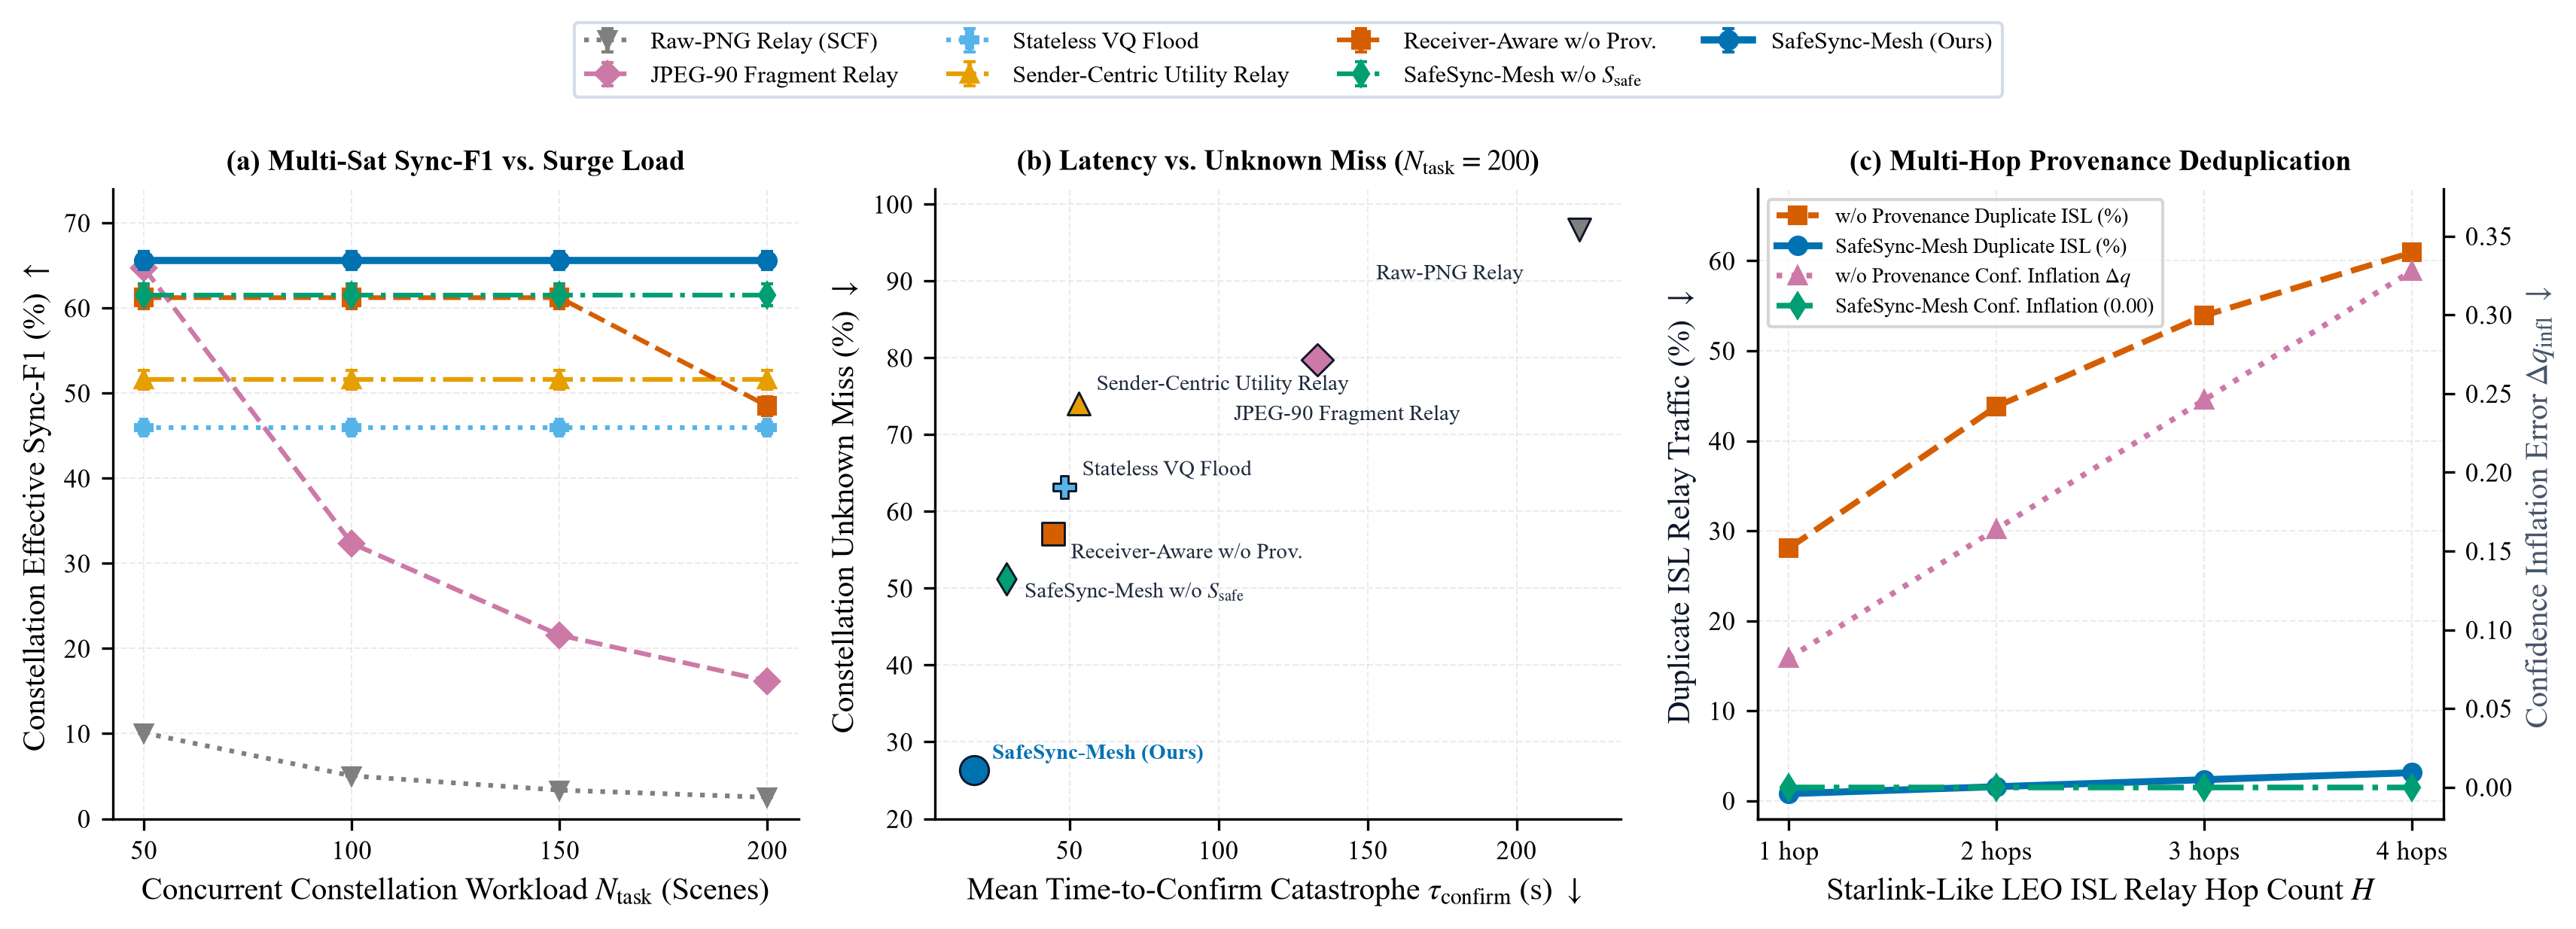 Raw-PNG Relay (SCF)
JPEG-90 Fragment Relay
Stateless VQ Flood
Sender-Centric Utility Relay
Receiver-Aware w/o Prov.
SafeSync-Mesh w/o S_safe
SafeSync-Mesh (Ours)
(a) Multi-Sat Sync-F1 vs. Surge Load
Constellation Effective Sync-F1 (%) ↑
70
60
50
40
30
20
10
0
50 100 150 200
Concurrent Constellation Workload N_task (Scenes)
(b) Latency vs. Unknown Miss (N_task = 200)
Constellation Unknown Miss (%) ↓
100
90
80
70
60
50
40
30
20
Raw-PNG Relay
Sender-Centric Utility Relay
JPEG-90 Fragment Relay
Stateless VQ Flood
Receiver-Aware w/o Prov.
SafeSync-Mesh w/o S_safe
SafeSync-Mesh (Ours)
50 100 150 200
Mean Time-to-Confirm Catastrophe τ_confirm (s) ↓
(c) Multi-Hop Provenance Deduplication
Duplicate ISL Relay Traffic (%) ↓
60
50
40
30
20
10
0
w/o Provenance Duplicate ISL (%)
SafeSync-Mesh Duplicate ISL (%)
w/o Provenance Conf. Inflation Δq
SafeSync-Mesh Conf. Inflation (0.00)
0.35
0.30
0.25
0.20
0.15
0.10
0.05
0.00
Confidence Inflation Error Δq_infl ↓
1 hop 2 hops 3 hops 4 hops
Starlink-Like LEO ISL Relay Hop Count H